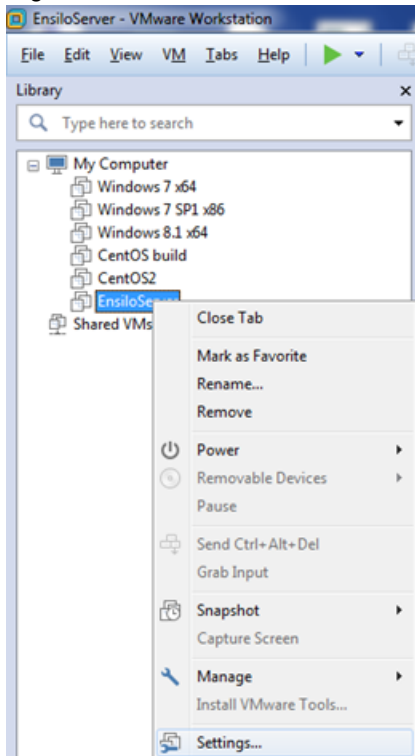 EnsiloServer - VMware Workstation
File Edit View VM Tabs Help
Library
Type here to search
My Computer
Windows 7 x64
Windows 7 SP1 x86
Windows 8.1 x64
CentOS build
CentOS2
EnsiloServer
Shared VMs
Close Tab
Mark as Favorite
Rename...
Remove
Power
Removable Devices
Pause
Send Ctrl+Alt+Del
Grab Input
Snapshot
Capture Screen
Manage
Install VMware Tools...
Settings...